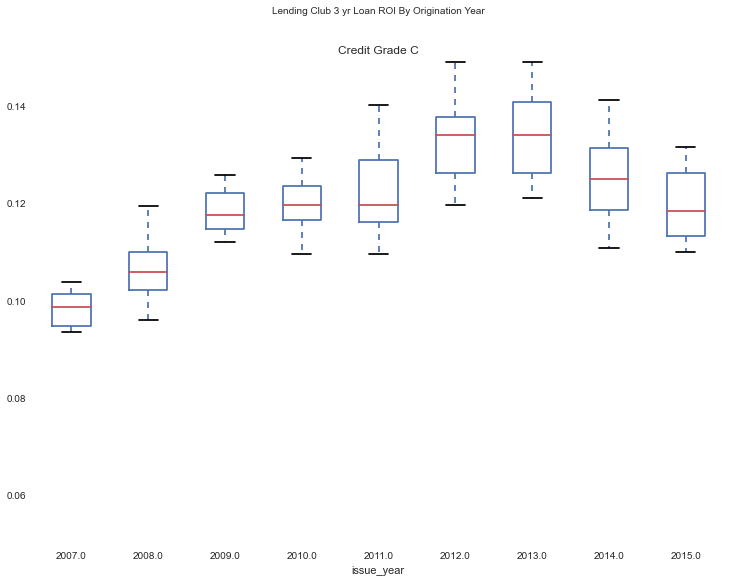 Lending Club 3 yr Loan ROI By Origination Year
Credit Grade C
0.14
0.12
0.10
0.08
0.06
2007.0 2008.0 2009.0 2010.0 2011.0 2012.0 2013.0 2014.0 2015.0
issue_year